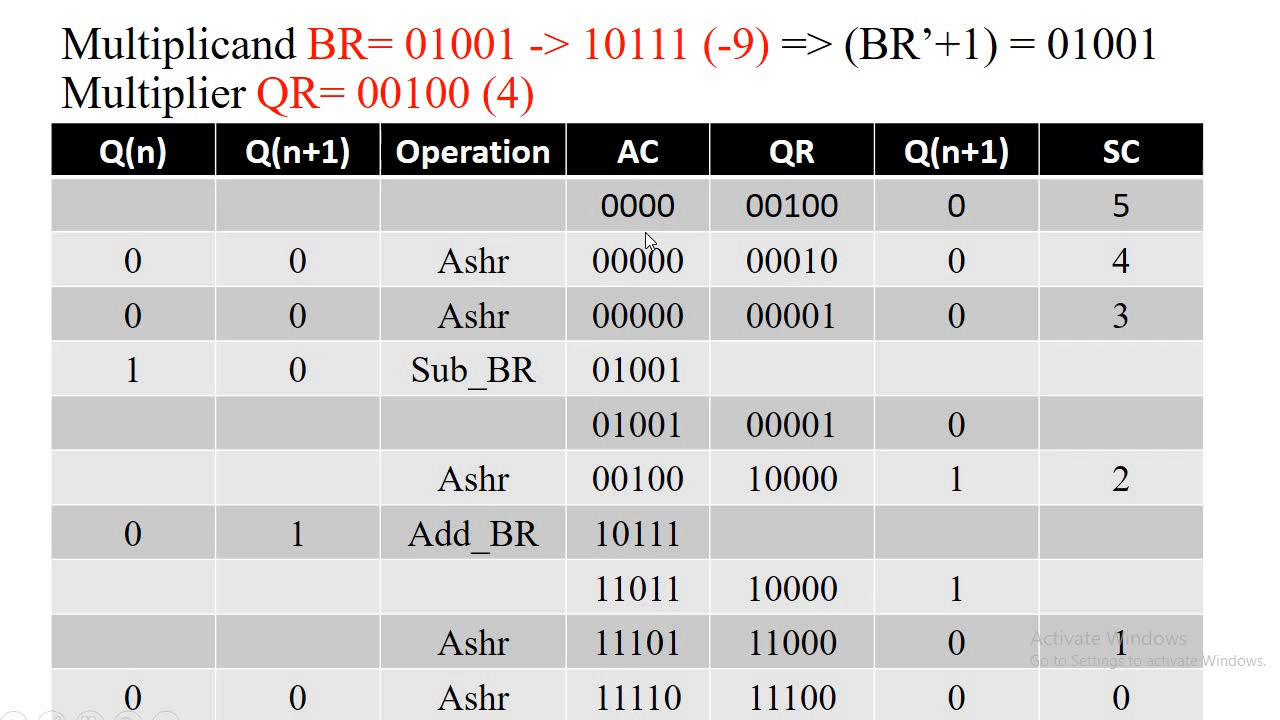 Multiplicand BR= 01001 -> 10111 (-9) => (BR’+1) = 01001
Multiplier QR= 00100 (4)
Q(n) Q(n+1) Operation AC QR Q(n+1) SC
0000 00100 0 5
0 0 Ashr 00000 00010 0 4
0 0 Ashr 00000 00001 0 3
1 0 Sub_BR 01001
01001 00001 0
Ashr 00100 10000 1 2
0 1 Add_BR 10111
11011 10000 1
Ashr 11101 11000 0 1
0 0 Ashr 11110 11100 0 0
Activate Windows
Go to Settings to activate Windows.